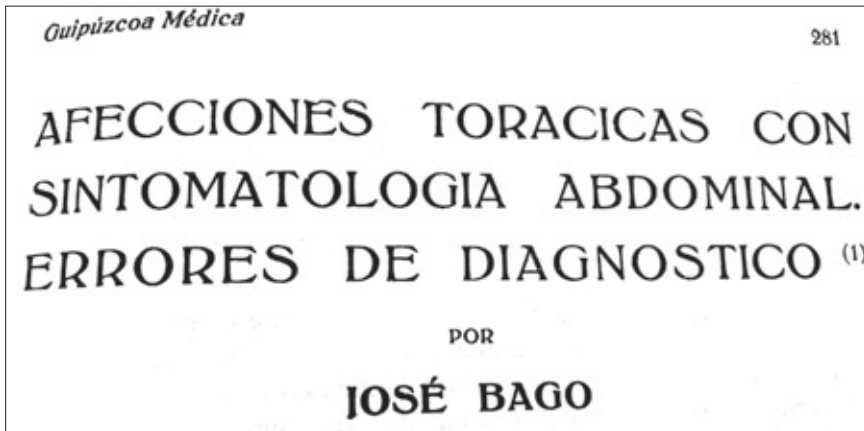 Guipúzcoa Médica
281
AFECCIONES TORACICAS CON
SINTOMATOLOGIA ABDOMINAL.
ERRORES DE DIAGNOSTICO (1)
POR
JOSÉ BAGO